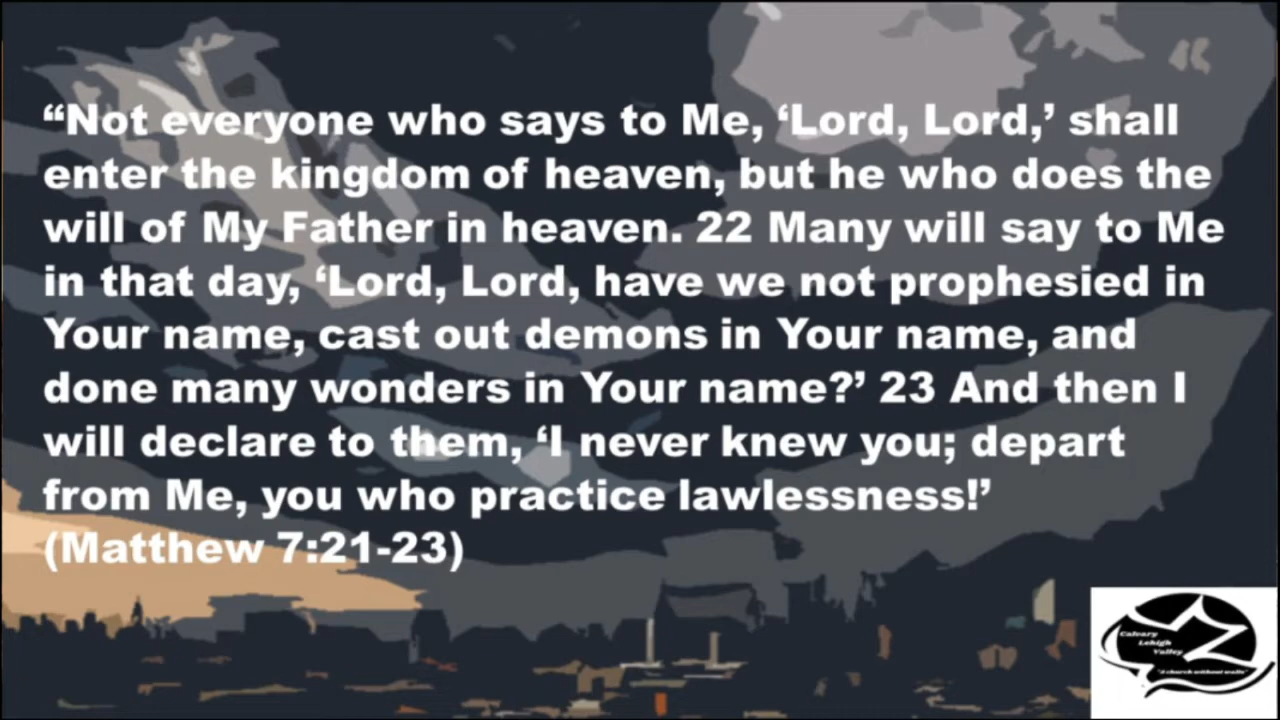 “Not everyone who says to Me, ‘Lord, Lord,’ shall
enter the kingdom of heaven, but he who does the
will of My Father in heaven. 22 Many will say to Me
in that day, ‘Lord, Lord, have we not prophesied in
Your name, cast out demons in Your name, and
done many wonders in Your name?’ 23 And then I
will declare to them, ‘I never knew you; depart
from Me, you who practice lawlessness!’
(Matthew 7:21-23)
Calvary
Lehigh
Valley
"A church without walls"